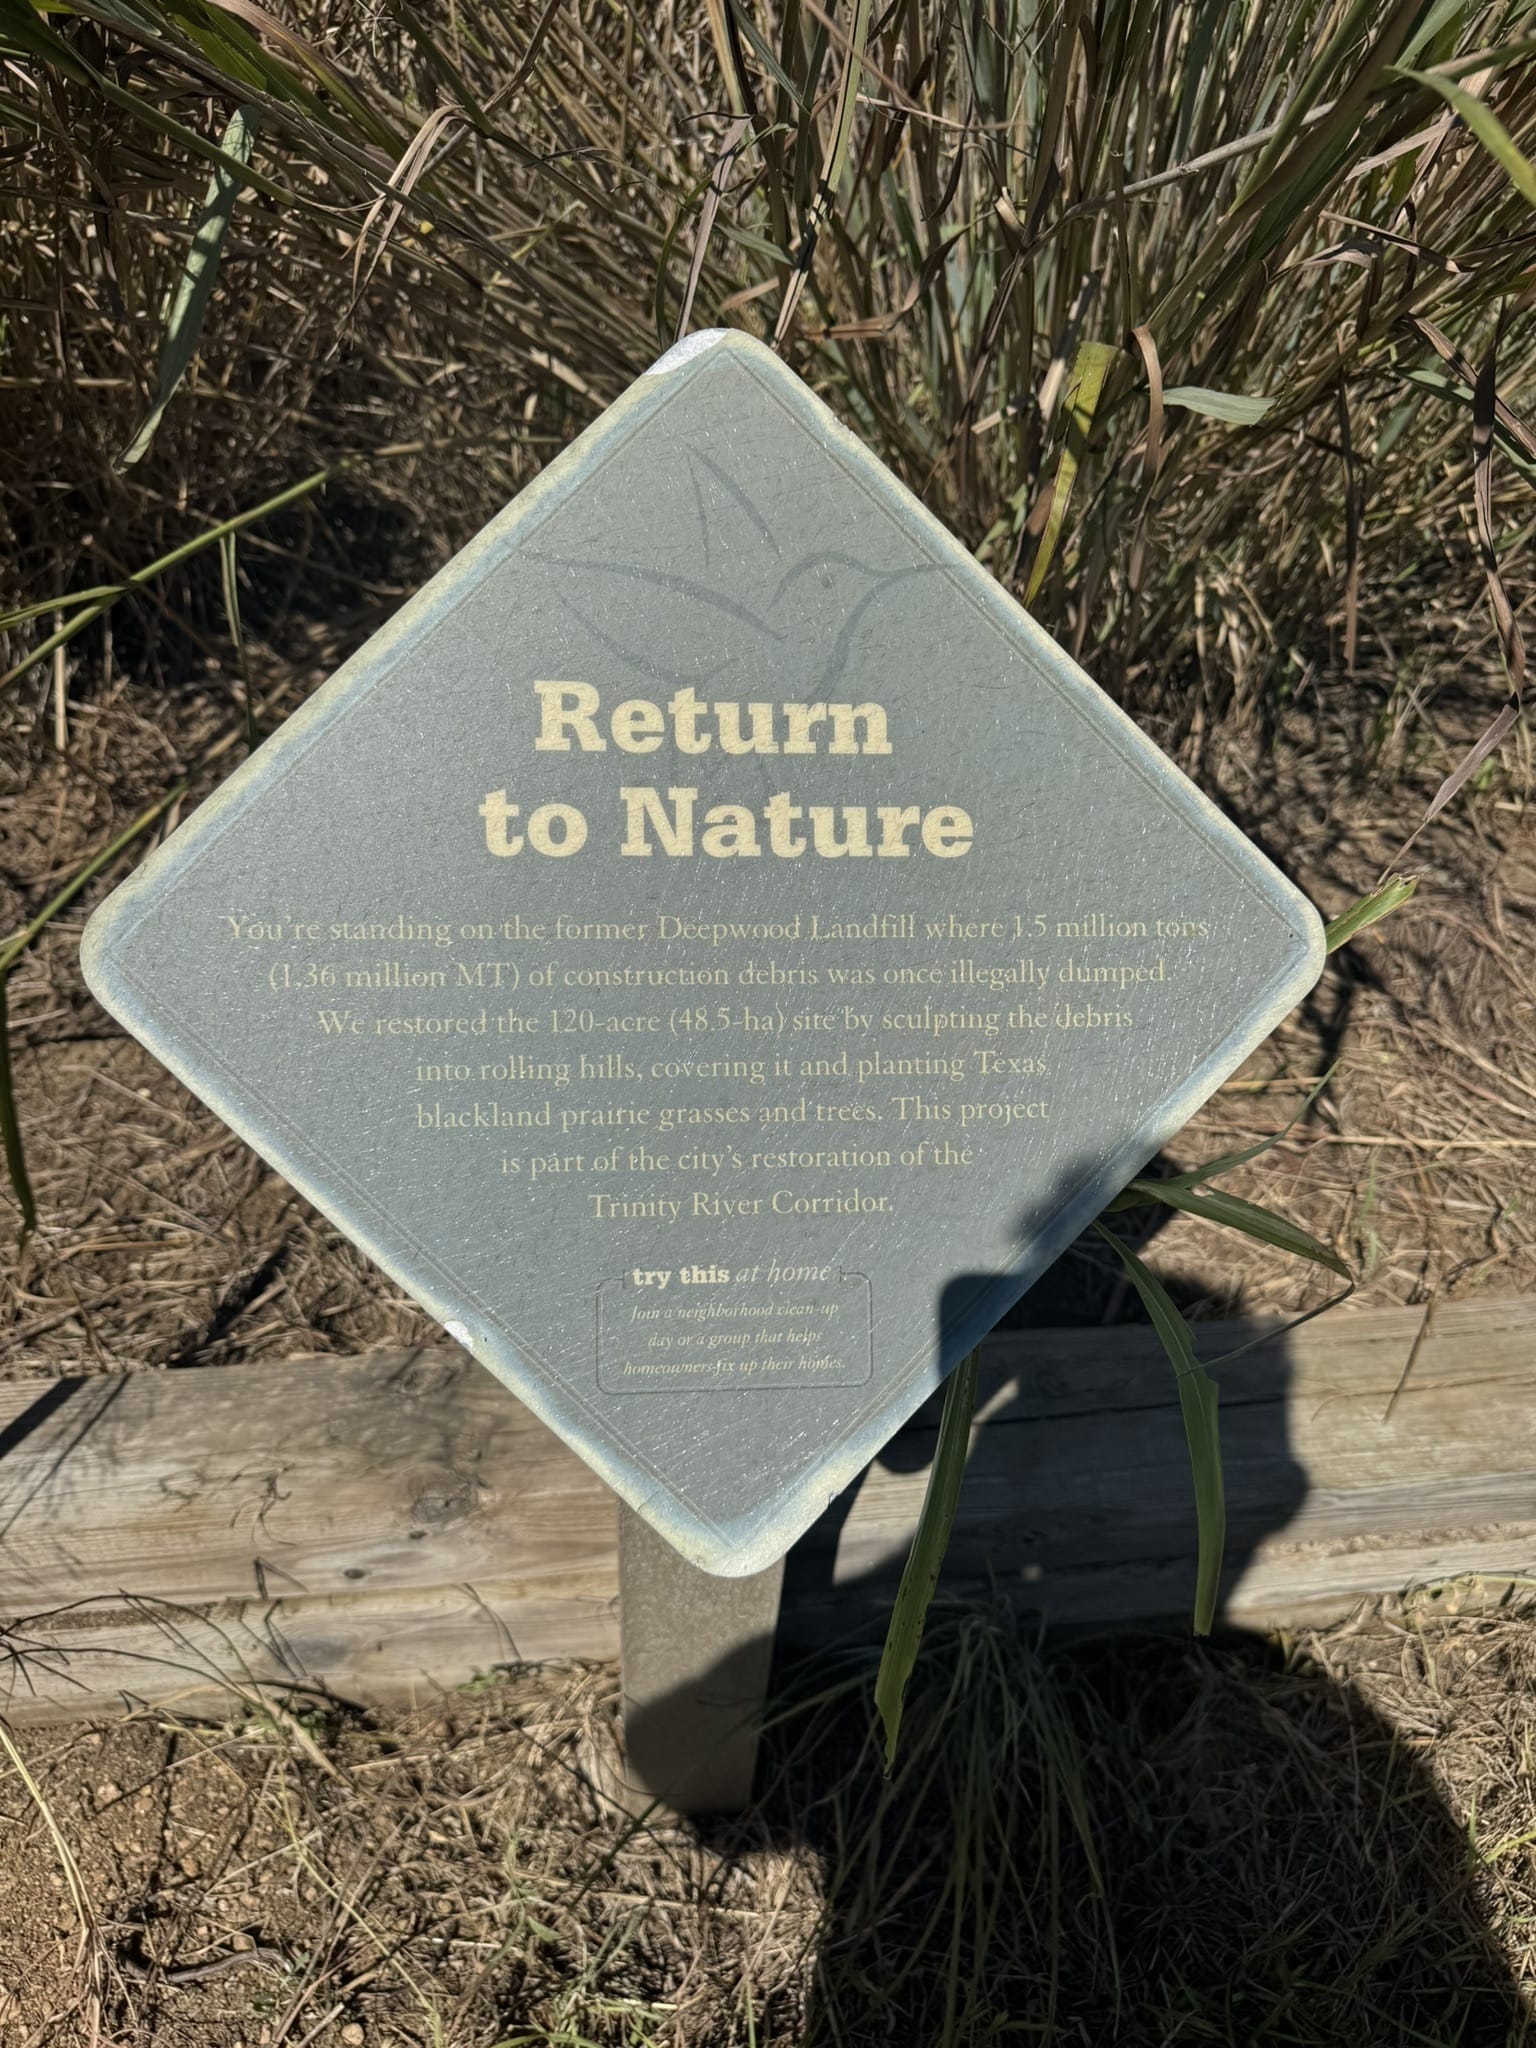 Return
to Nature
You're standing on the former Deepwood Landfill where 1.5 million tons
(1.36 million MT) of construction debris was once illegally dumped.
We restored the 120-acre (48.5-ha) site by sculpting the debris
into rolling hills, covering it and planting Texas
blackland prairie grasses and trees. This project
is part of the city's restoration of the
Trinity River Corridor.
try this at home
Join a neighborhood clean-up
day or a group that helps
homeowners fix up their homes.